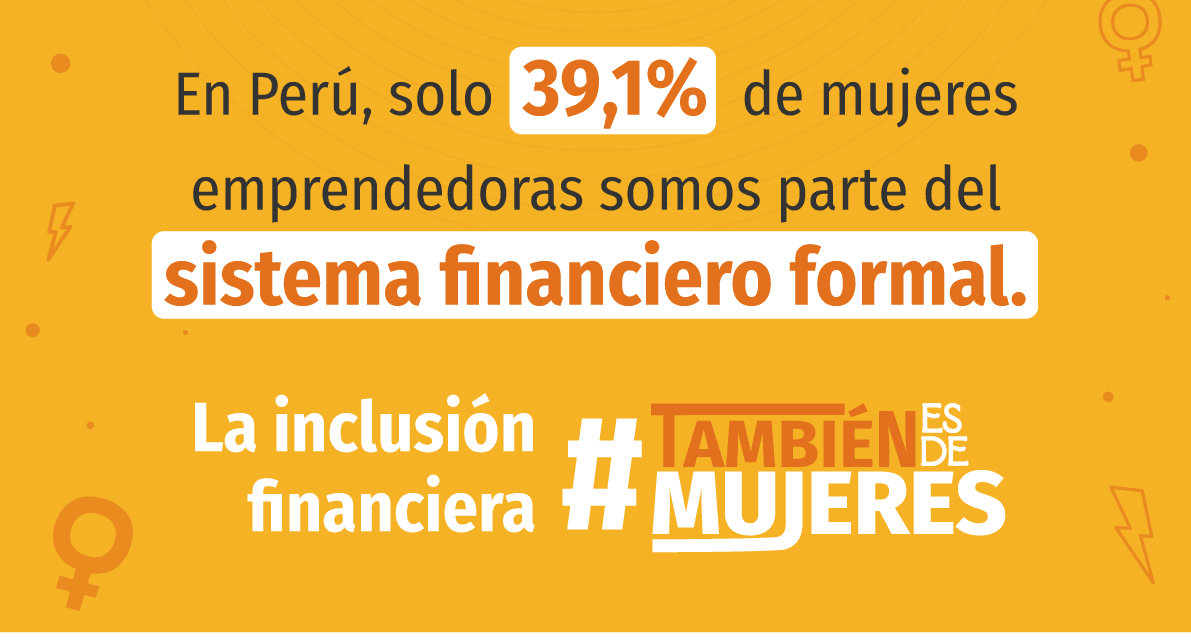 En Perú, solo 39,1% de mujeres
emprendedoras somos parte del
sistema financiero formal.
La inclusión
financiera
#TAMBIÉN ES DE
MUJERES